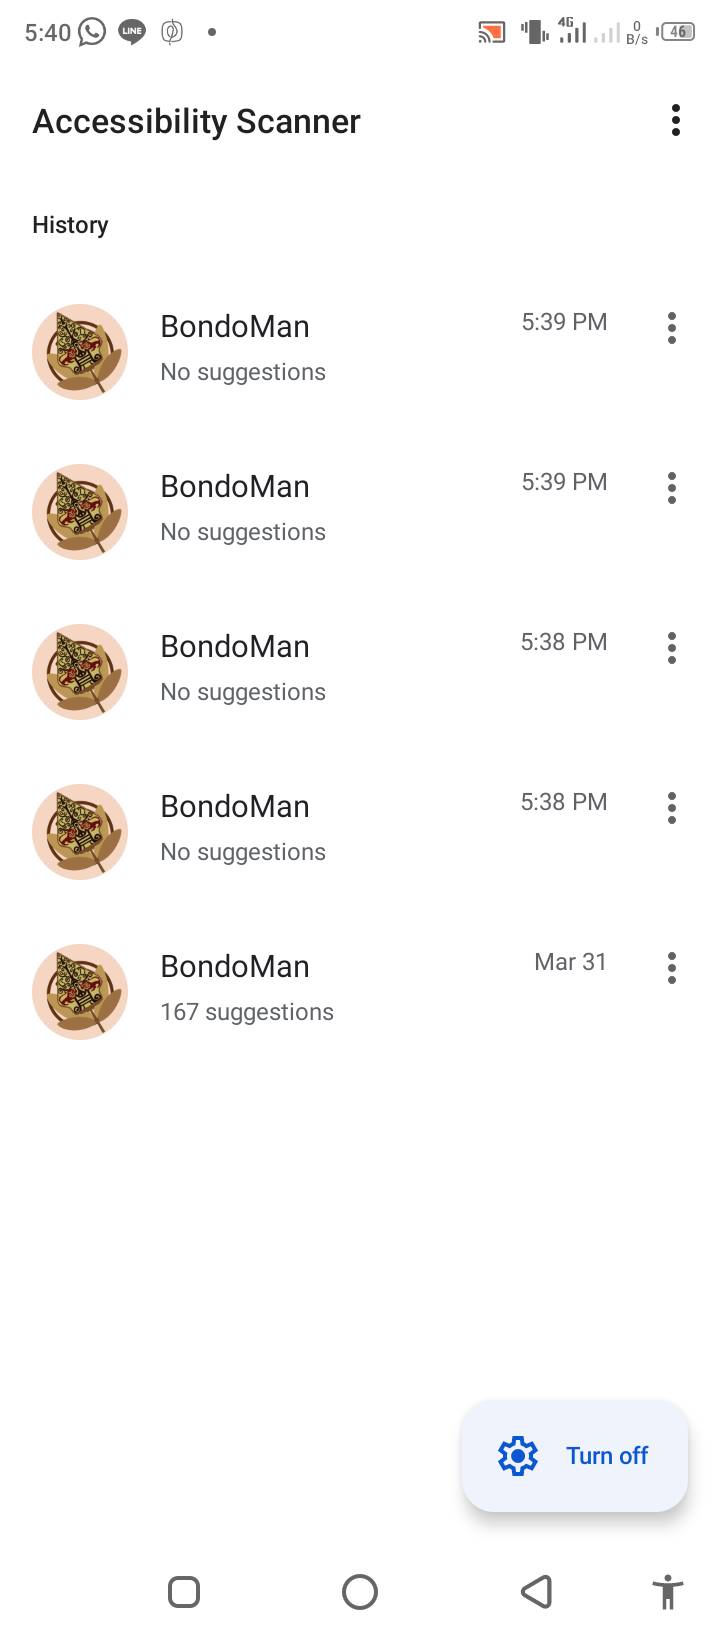 5:40 LINE 4G 0 B/s 46
Accessibility Scanner
History
BondoMan 5:39 PM
No suggestions
BondoMan 5:39 PM
No suggestions
BondoMan 5:38 PM
No suggestions
BondoMan 5:38 PM
No suggestions
BondoMan Mar 31
167 suggestions
Turn off